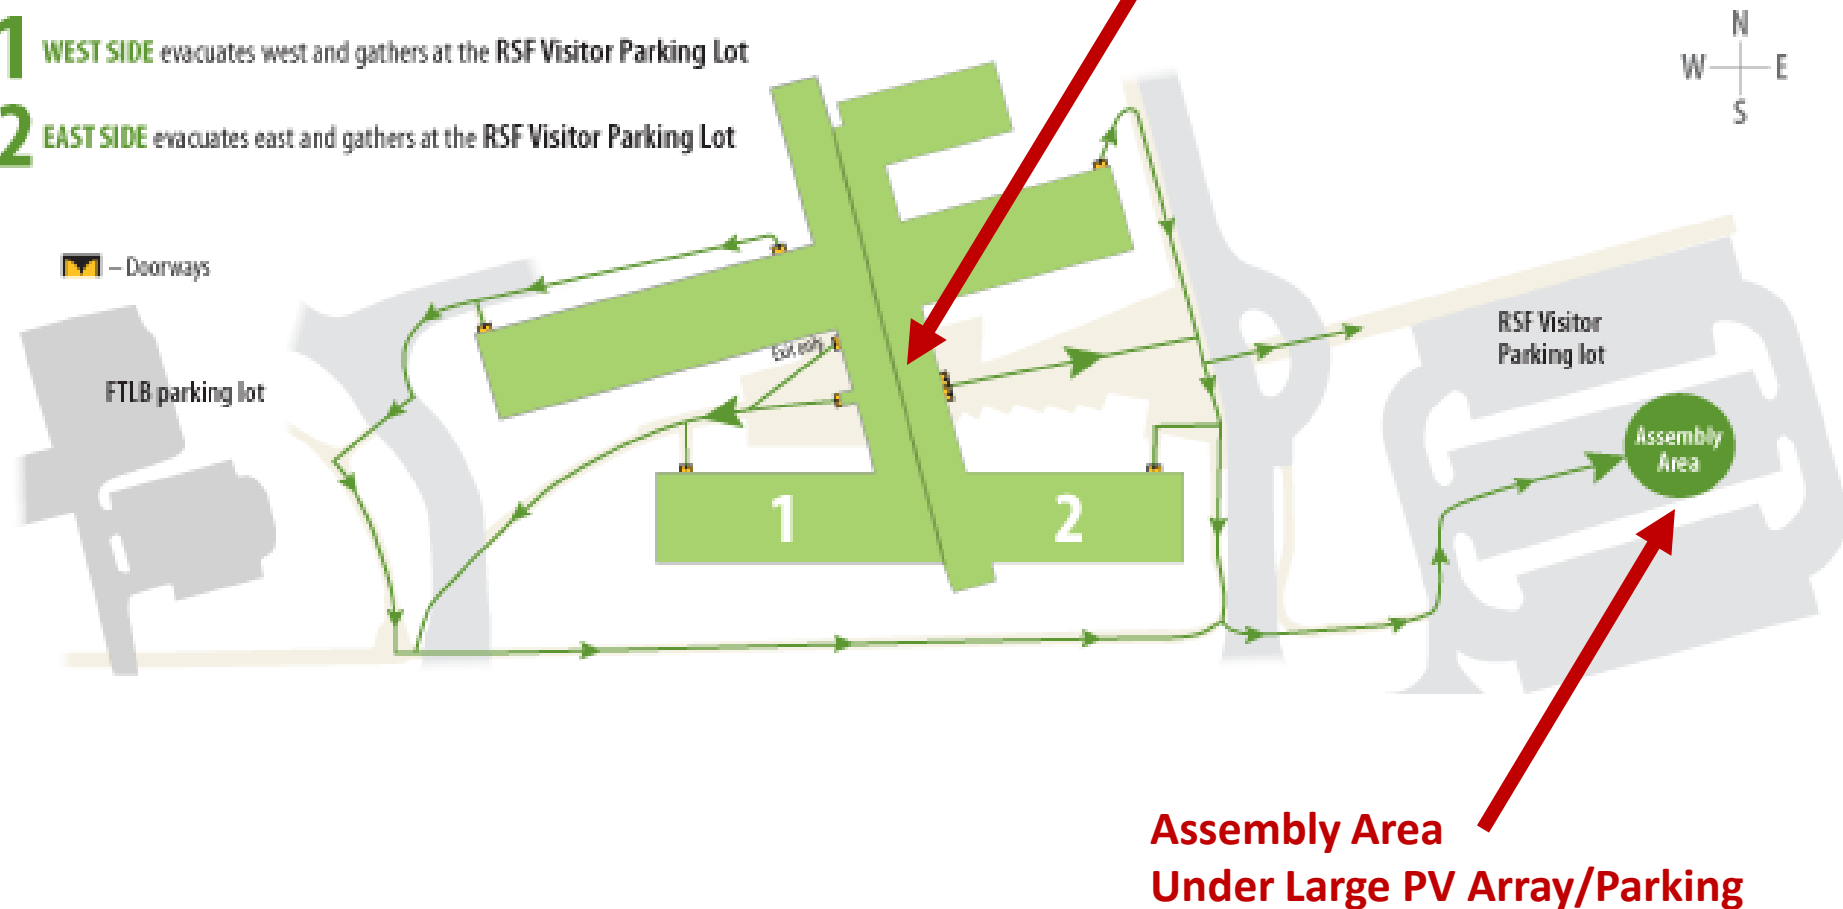 1 WEST SIDE evacuates west and gathers at the RSF Visitor Parking Lot
2 EAST SIDE evacuates east and gathers at the RSF Visitor Parking Lot
N
W E
S
– Doorways
FTLB parking lot
Exit only
RSF Visitor
Parking lot
Assembly
Area
1
2
Assembly Area
Under Large PV Array/Parking